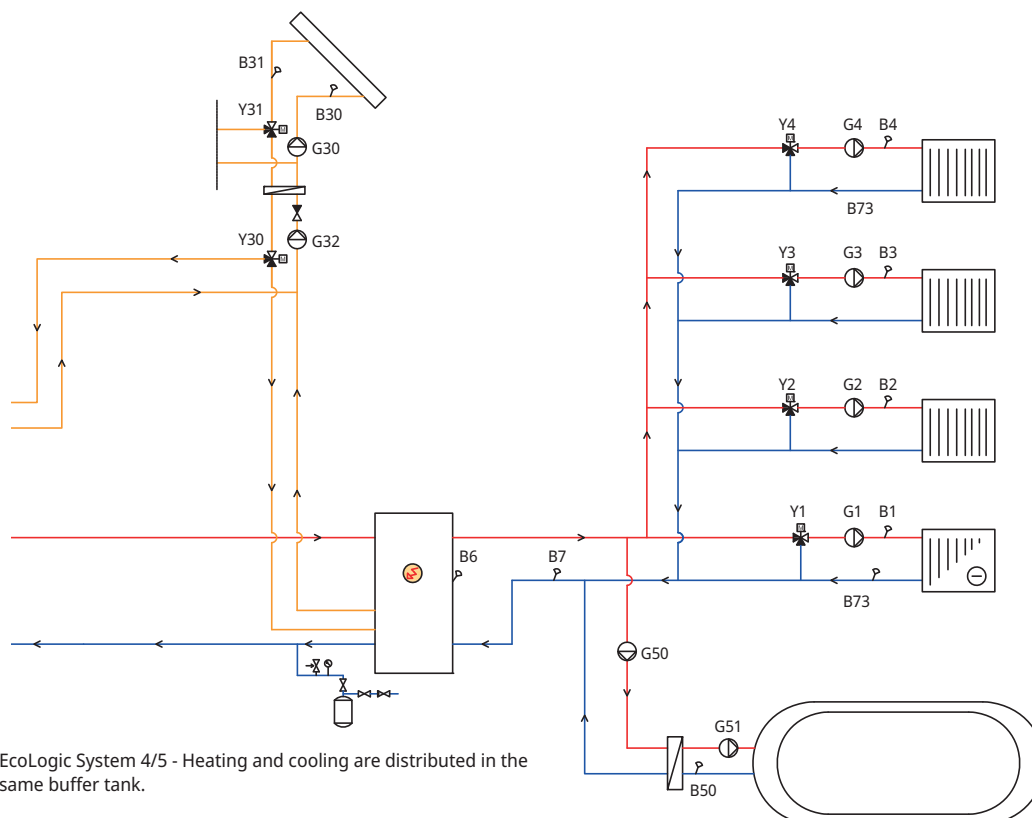 B31
B30
Y31
G30
Y30
G32
Y4 G4 B4
B73
Y3 G3 B3
Y2 G2 B2
Y1 G1 B1
B6
B7
B73
G50
G51
B50
M
M
M
M
M
M
EcoLogic System 4/5 - Heating and cooling are distributed in the
same buffer tank.